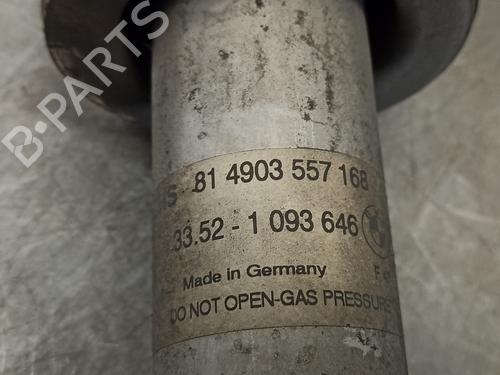 B-PARTS
S - 81 4903 557 168
33.52 - 1 093 646
Made in Germany F
DO NOT OPEN-GAS PRESSURE